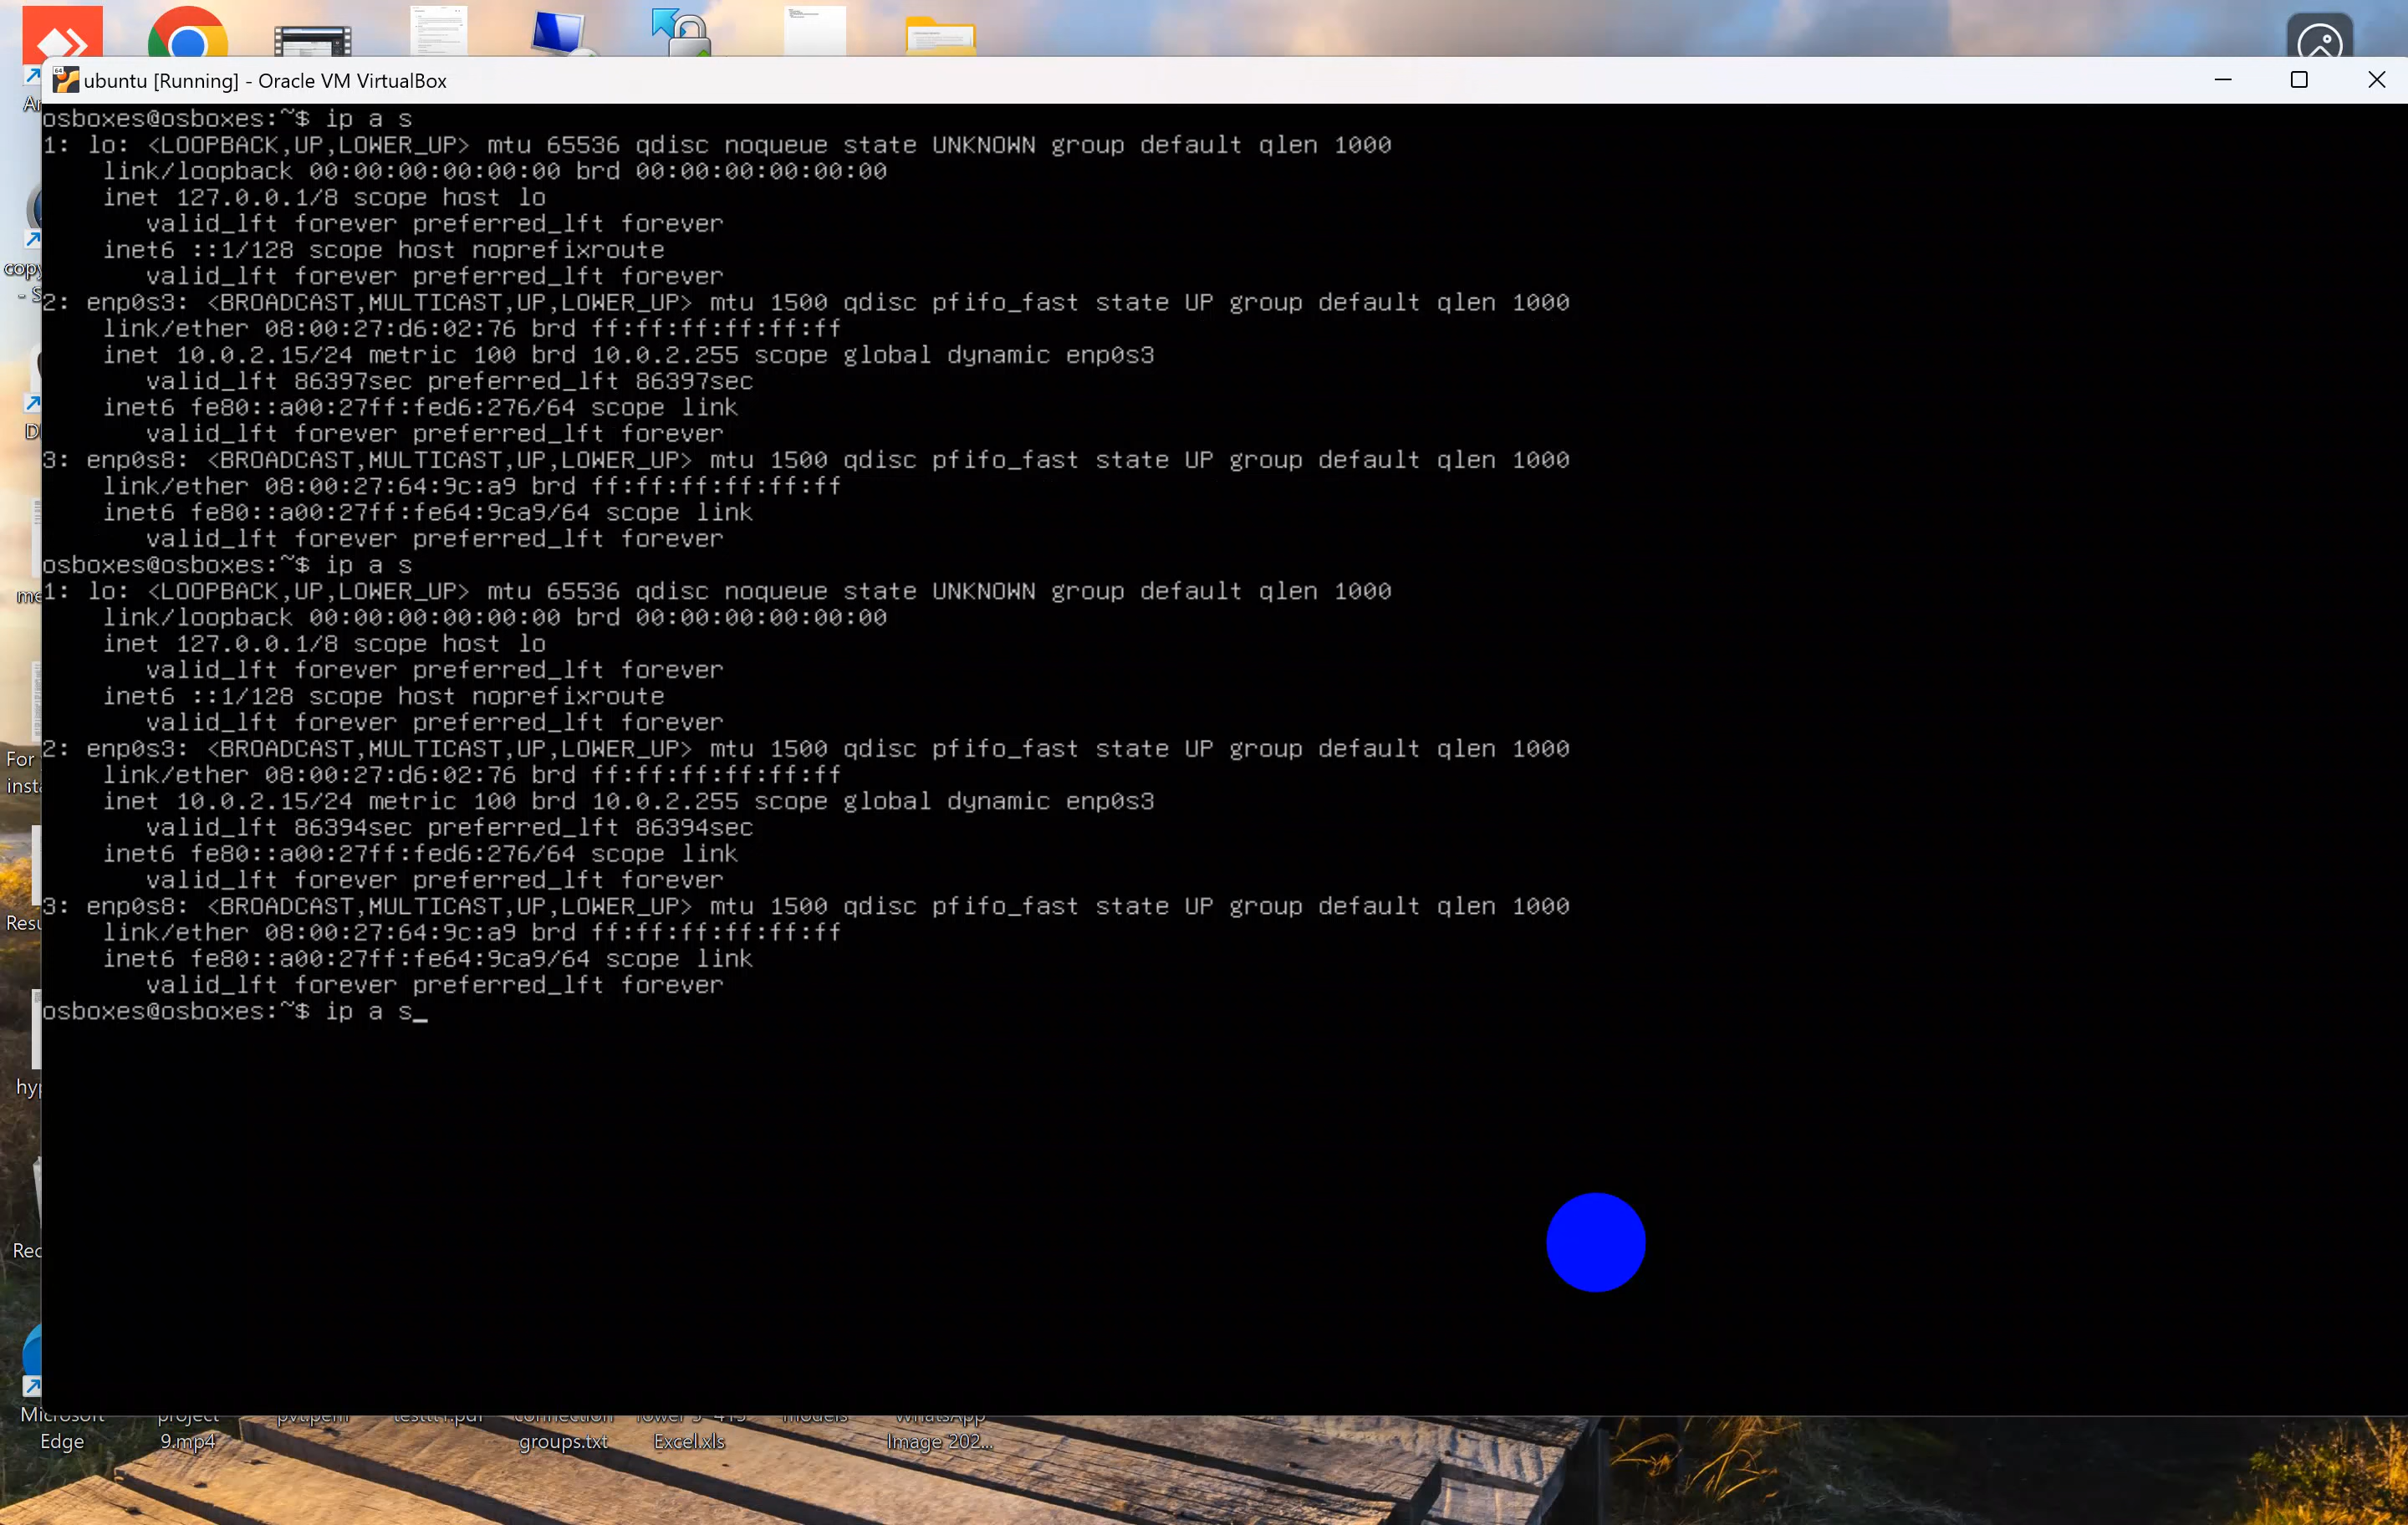 ubuntu [Running] - Oracle VM VirtualBox
osboxes@osboxes:~$ ip a s
1: lo: <LOOPBACK,UP,LOWER_UP> mtu 65536 qdisc noqueue state UNKNOWN group default qlen 1000
    link/loopback 00:00:00:00:00:00 brd 00:00:00:00:00:00
    inet 127.0.0.1/8 scope host lo
       valid_lft forever preferred_lft forever
    inet6 ::1/128 scope host noprefixroute
       valid_lft forever preferred_lft forever
2: enp0s3: <BROADCAST,MULTICAST,UP,LOWER_UP> mtu 1500 qdisc pfifo_fast state UP group default qlen 1000
    link/ether 08:00:27:d6:02:76 brd ff:ff:ff:ff:ff:ff
    inet 10.0.2.15/24 metric 100 brd 10.0.2.255 scope global dynamic enp0s3
       valid_lft 86397sec preferred_lft 86397sec
    inet6 fe80::a00:27ff:fed6:276/64 scope link
       valid_lft forever preferred_lft forever
3: enp0s8: <BROADCAST,MULTICAST,UP,LOWER_UP> mtu 1500 qdisc pfifo_fast state UP group default qlen 1000
    link/ether 08:00:27:64:9c:a9 brd ff:ff:ff:ff:ff:ff
    inet6 fe80::a00:27ff:fe64:9ca9/64 scope link
       valid_lft forever preferred_lft forever
osboxes@osboxes:~$ ip a s
1: lo: <LOOPBACK,UP,LOWER_UP> mtu 65536 qdisc noqueue state UNKNOWN group default qlen 1000
    link/loopback 00:00:00:00:00:00 brd 00:00:00:00:00:00
    inet 127.0.0.1/8 scope host lo
       valid_lft forever preferred_lft forever
    inet6 ::1/128 scope host noprefixroute
       valid_lft forever preferred_lft forever
2: enp0s3: <BROADCAST,MULTICAST,UP,LOWER_UP> mtu 1500 qdisc pfifo_fast state UP group default qlen 1000
    link/ether 08:00:27:d6:02:76 brd ff:ff:ff:ff:ff:ff
    inet 10.0.2.15/24 metric 100 brd 10.0.2.255 scope global dynamic enp0s3
       valid_lft 86394sec preferred_lft 86394sec
    inet6 fe80::a00:27ff:fed6:276/64 scope link
       valid_lft forever preferred_lft forever
3: enp0s8: <BROADCAST,MULTICAST,UP,LOWER_UP> mtu 1500 qdisc pfifo_fast state UP group default qlen 1000
    link/ether 08:00:27:64:9c:a9 brd ff:ff:ff:ff:ff:ff
    inet6 fe80::a00:27ff:fe64:9ca9/64 scope link
       valid_lft forever preferred_lft forever
osboxes@osboxes:~$ ip a s_
copy
- S
me
For
insta
Resu
hyp
Rec
Microsoft
Edge
project
9.mp4
groups.txt
Excel.xls
WhatsApp
Image 202...